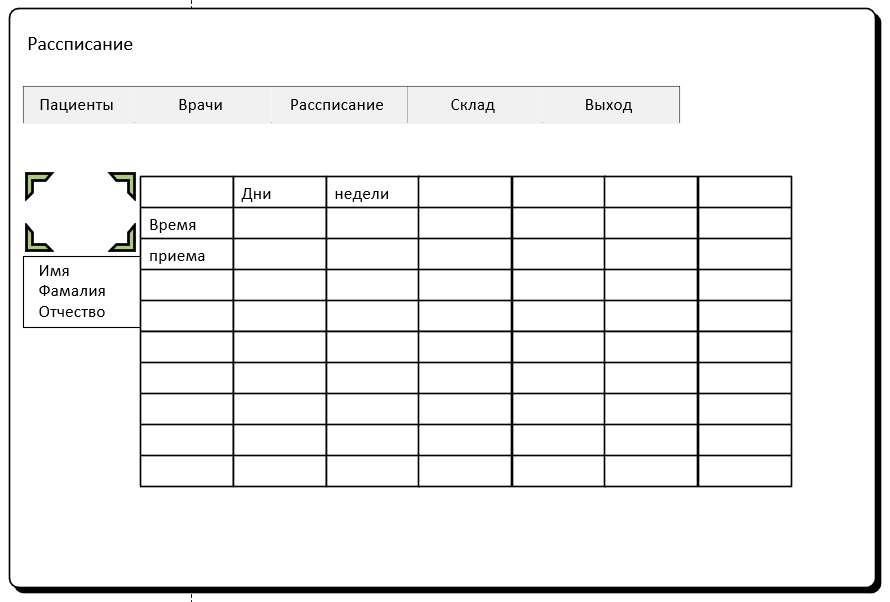 Рассписание
Пациенты Врачи Рассписание Склад Выход
Дни недели
Время
приема
Имя
Фамалия
Отчество